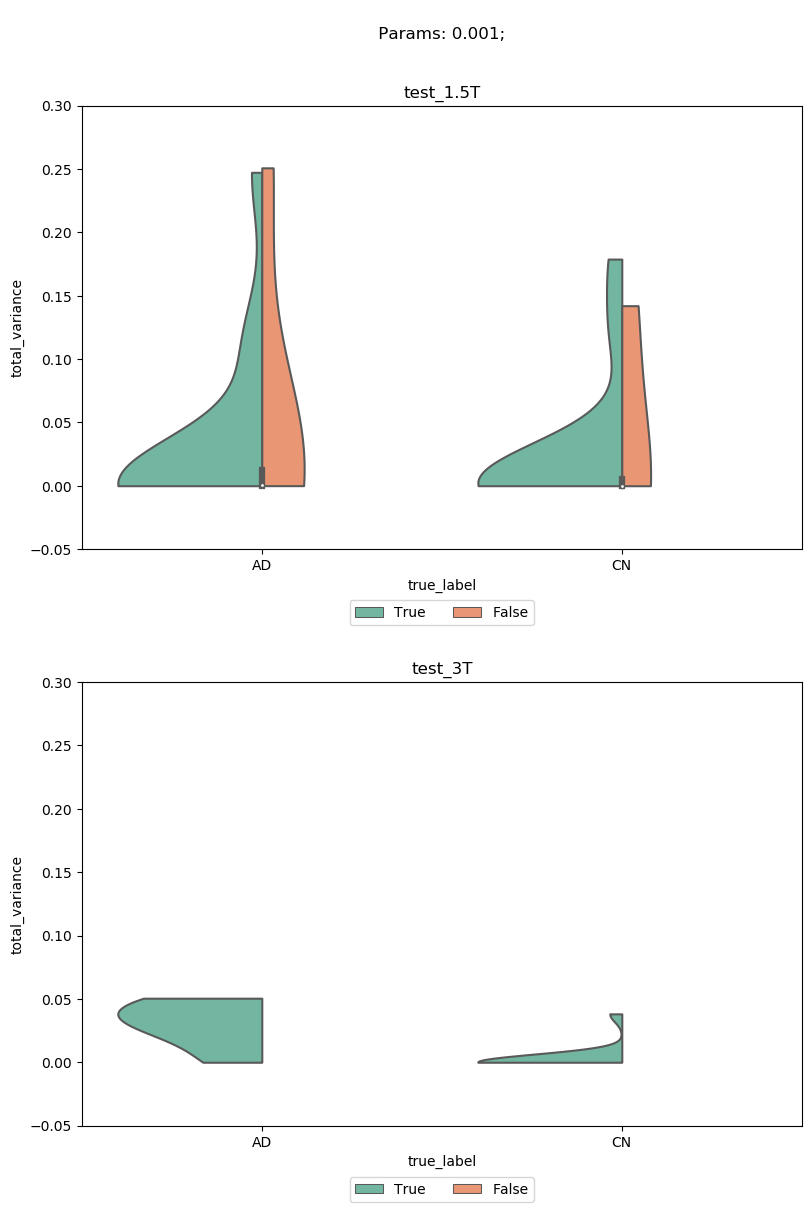 Params: 0.001;
test_1.5T
0.30
0.25
0.20
0.15
0.10
0.05
0.00
−0.05
total_variance
AD CN
true_label
True False
test_3T
0.30
0.25
0.20
0.15
0.10
0.05
0.00
−0.05
total_variance
AD CN
true_label
True False